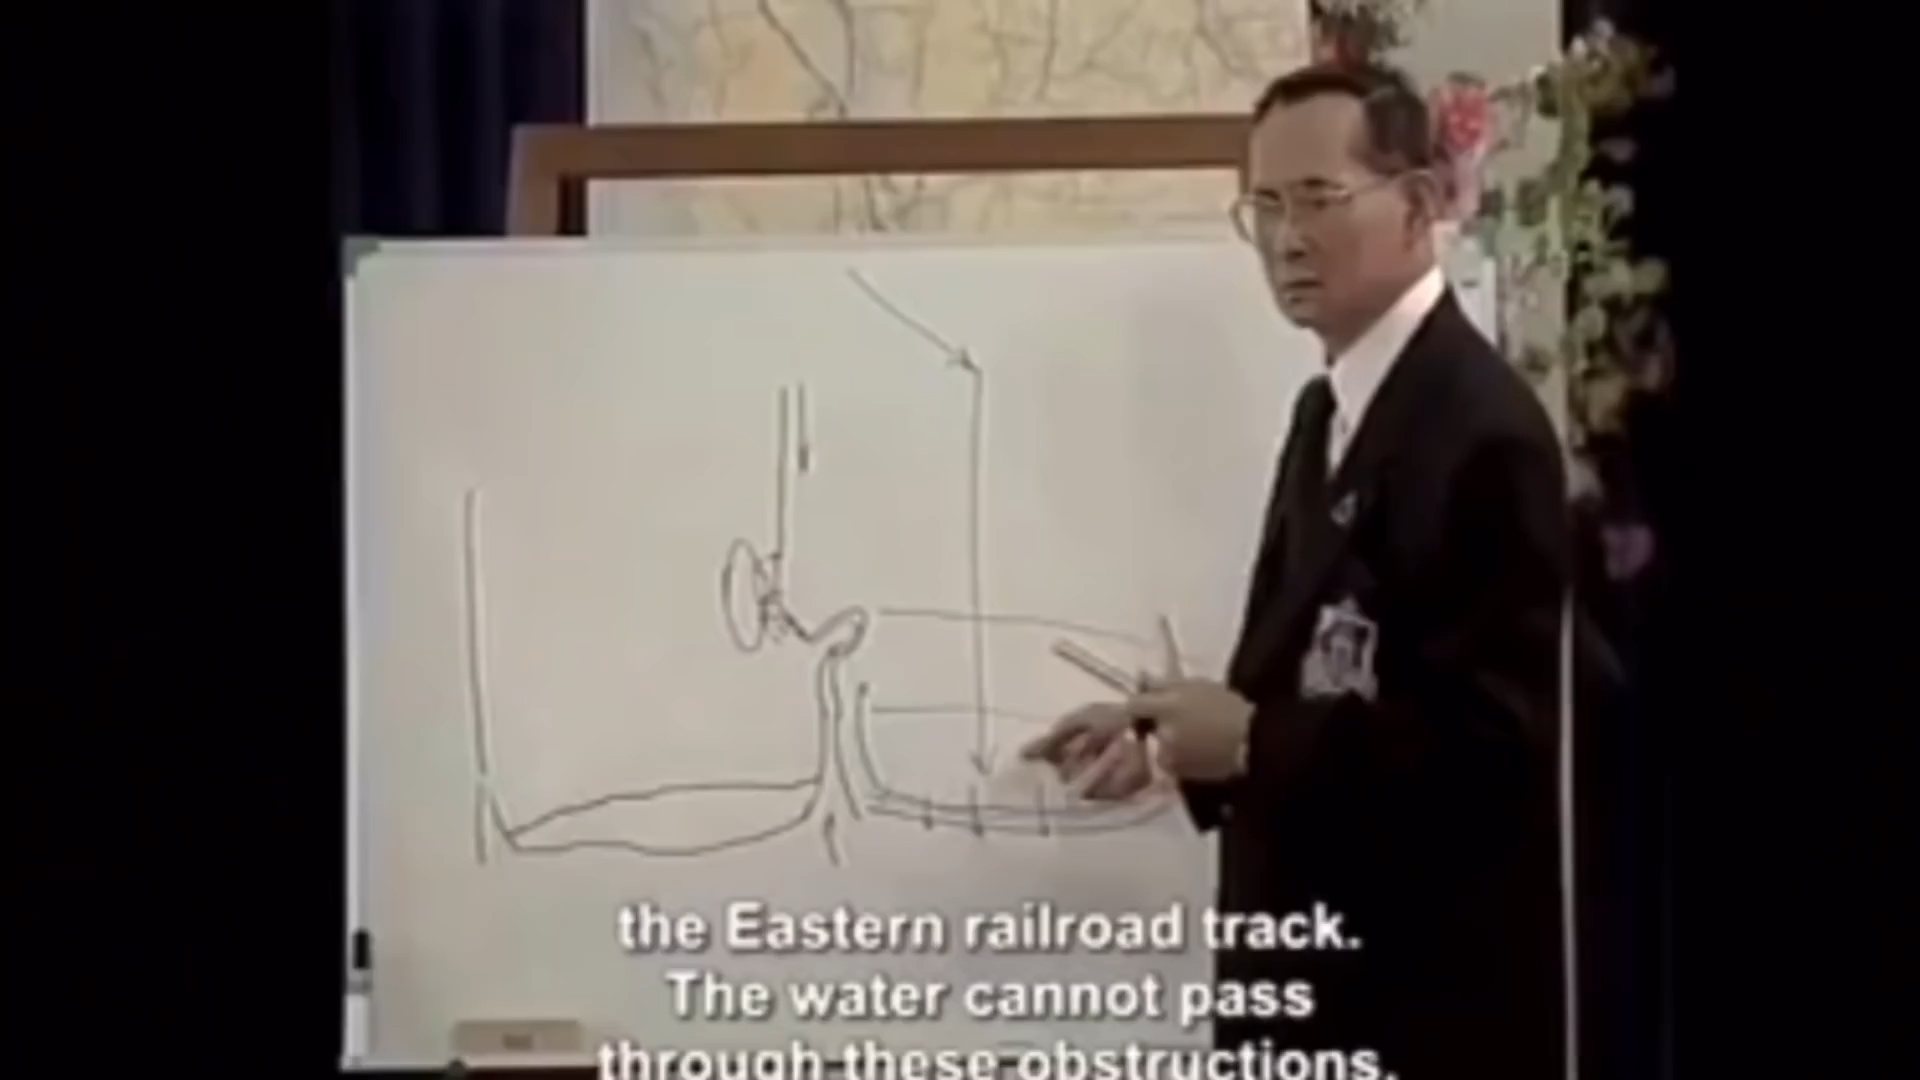 the Eastern railroad track.
The water cannot pass
through these obstructions.